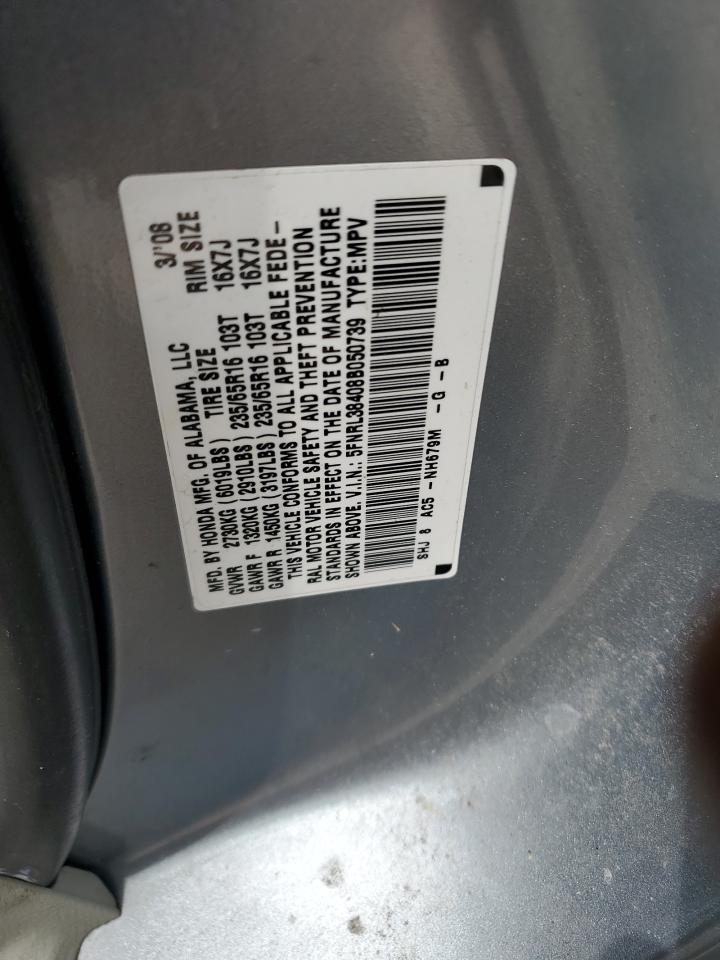 MFD. BY HONDA MFG. OF ALABAMA, LLC 3/'08
GVWR 2730KG(6019LBS) TIRE SIZE RIM SIZE
GAWR F 1320KG(2910LBS) 235/65R16 103T 16X7J
GAWR R 1450KG(3197LBS) 235/65R16 103T 16X7J
THIS VEHICLE CONFORMS TO ALL APPLICABLE FEDE-
RAL MOTOR VEHICLE SAFETY AND THEFT PREVENTION
STANDARDS IN EFFECT ON THE DATE OF MANUFACTURE
SHOWN ABOVE. V.I.N.: 5FNRL38408B050739 TYPE:MPV
SHJ 8 AC5 -NH679M -G -B